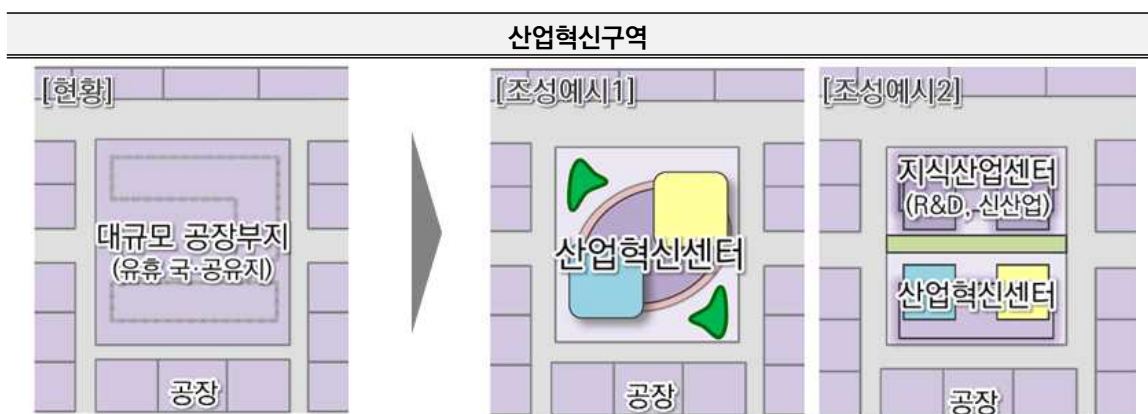 산업혁신구역
[현황]
대규모 공장부지
(유휴 국·공유지)
공장
[조성예시1]
산업혁신센터
공장
[조성예시2]
지식산업센터
(R&D, 신산업)
산업혁신센터
공장